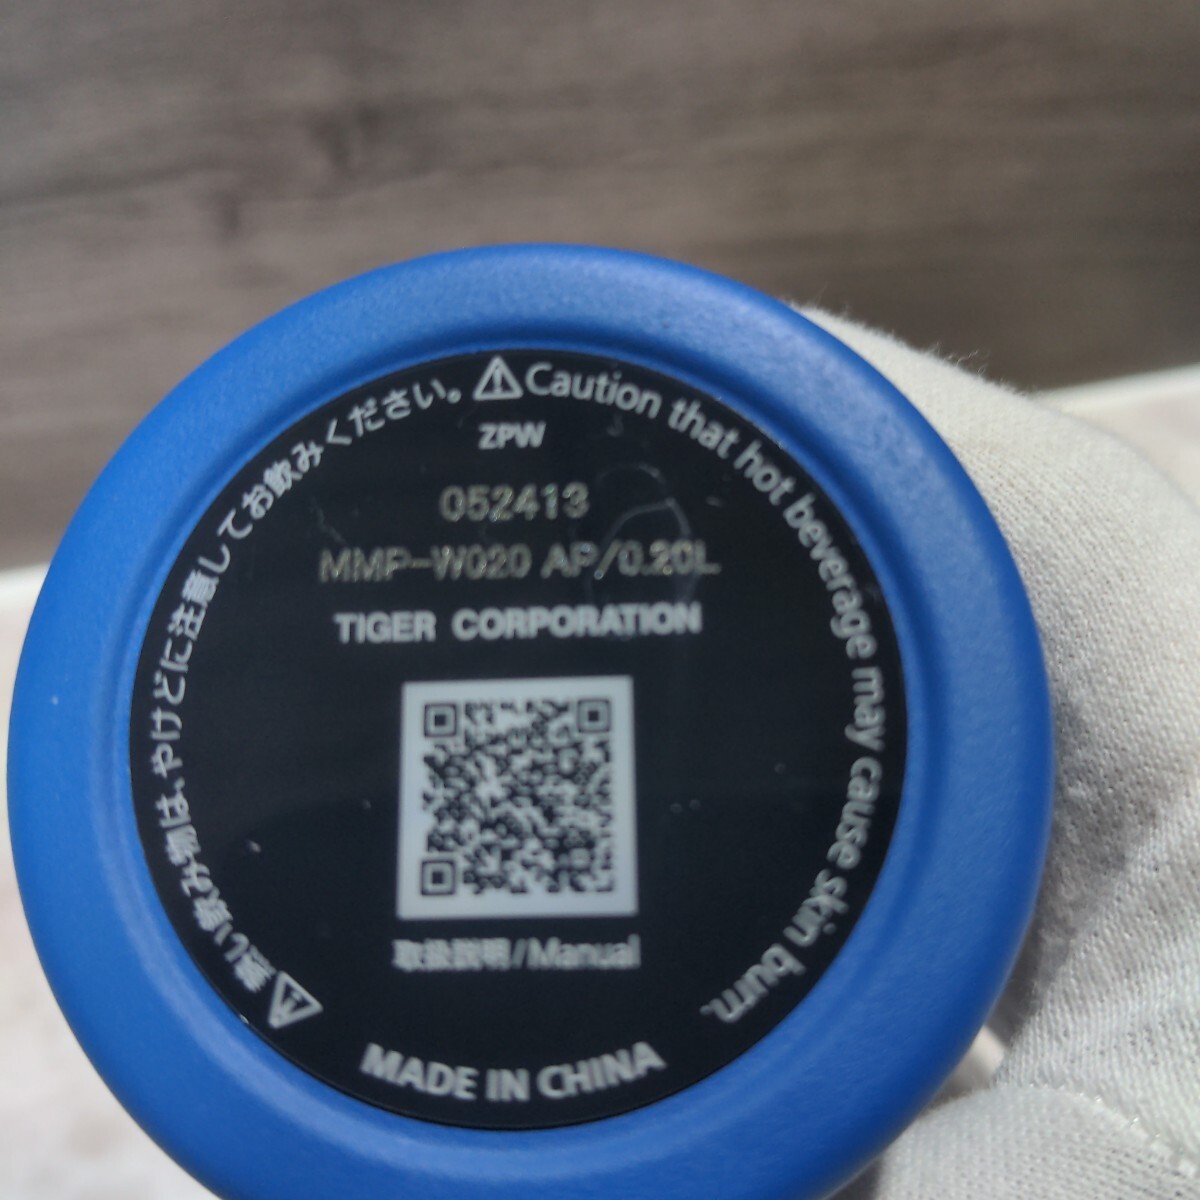 ⚠Caution that hot beverage may cause skin burn.
⚠熱い飲み物は、やけどに注意してお飲みください。
ZPW
052413
MMP-W020 AP/0.20L
TIGER CORPORATION
取扱説明/Manual
MADE IN CHINA